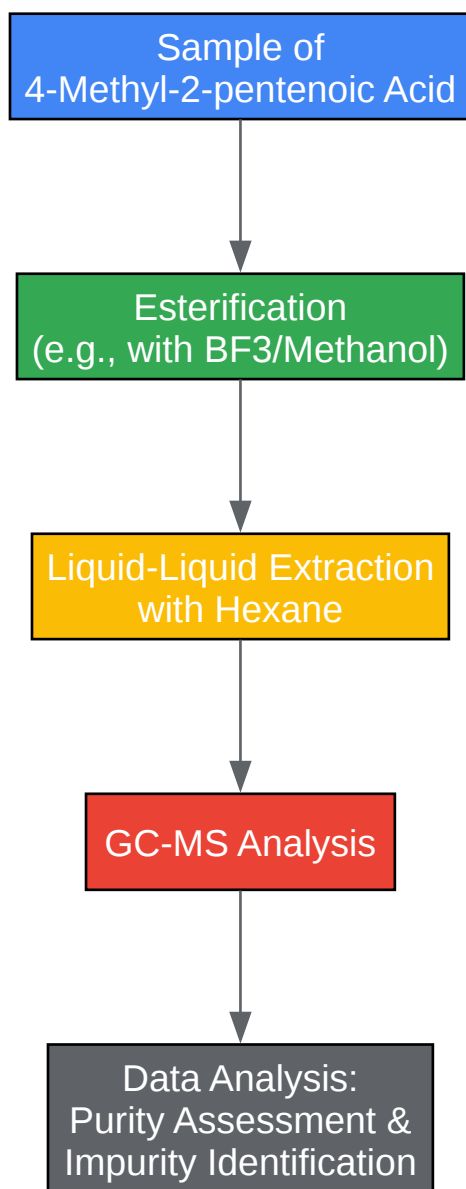 Sample of
4-Methyl-2-pentenoic Acid
Esterification
(e.g., with BF3/Methanol)
Liquid-Liquid Extraction
with Hexane
GC-MS Analysis
Data Analysis:
Purity Assessment &
Impurity Identification